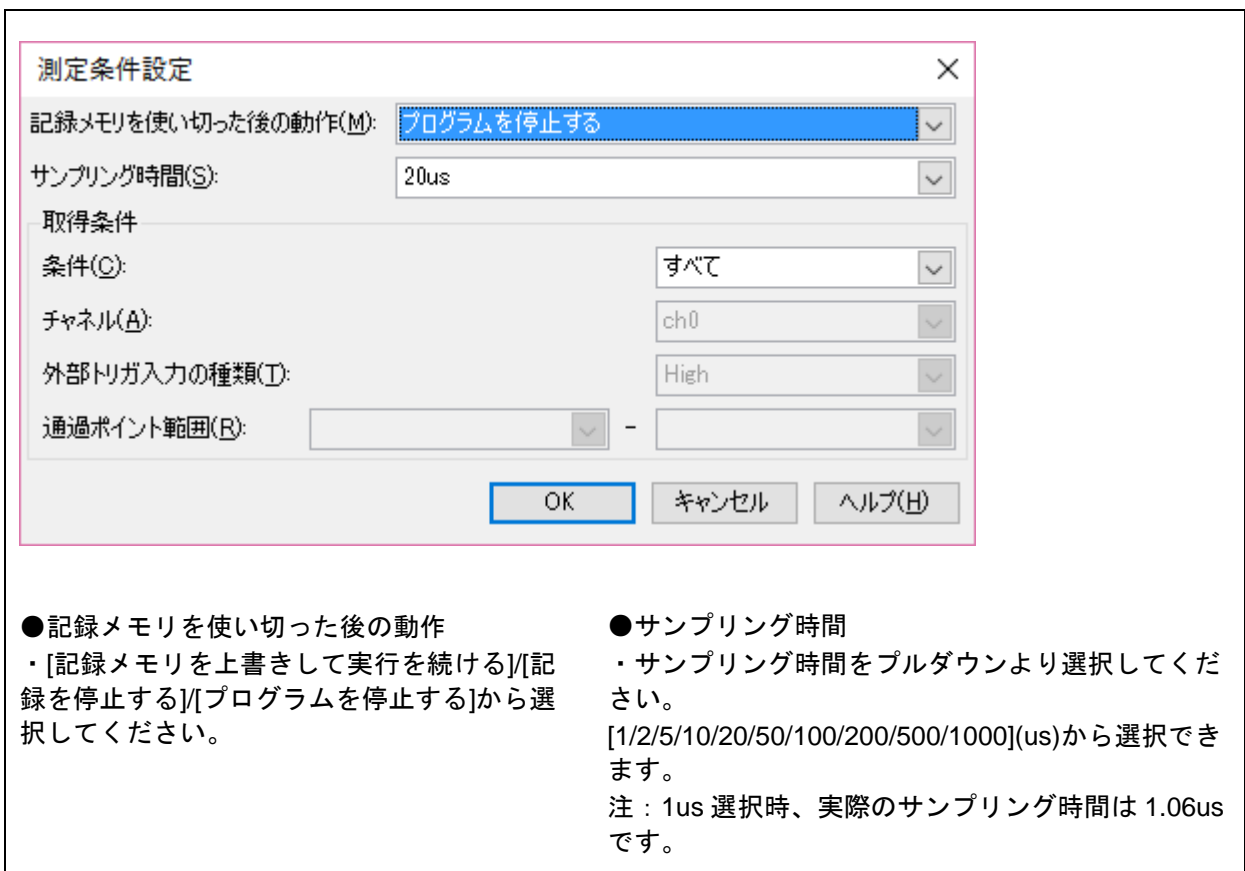 測定条件設定
記録メモリを使い切った後の動作(M): プログラムを停止する
サンプリング時間(S): 20us
取得条件
条件(C): すべて
チャネル(A): ch0
外部トリガ入力の種類(T): High
通過ポイント範囲(R): -
OK キャンセル ヘルプ(H)
●記録メモリを使い切った後の動作
・[記録メモリを上書きして実行を続ける]/[記
録を停止する]/[プログラムを停止する]から選
択してください。
●サンプリング時間
・サンプリング時間をプルダウンより選択してくだ
さい。
[1/2/5/10/20/50/100/200/500/1000](us)から選択でき
ます。
注：1us 選択時、実際のサンプリング時間は 1.06us
です。